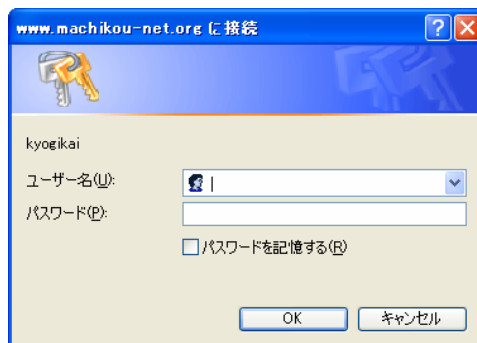 www.machikou-net.org に接続
kyogikai
ユーザー名(U):
パスワード(P):
パスワードを記憶する(R)
OK キャンセル